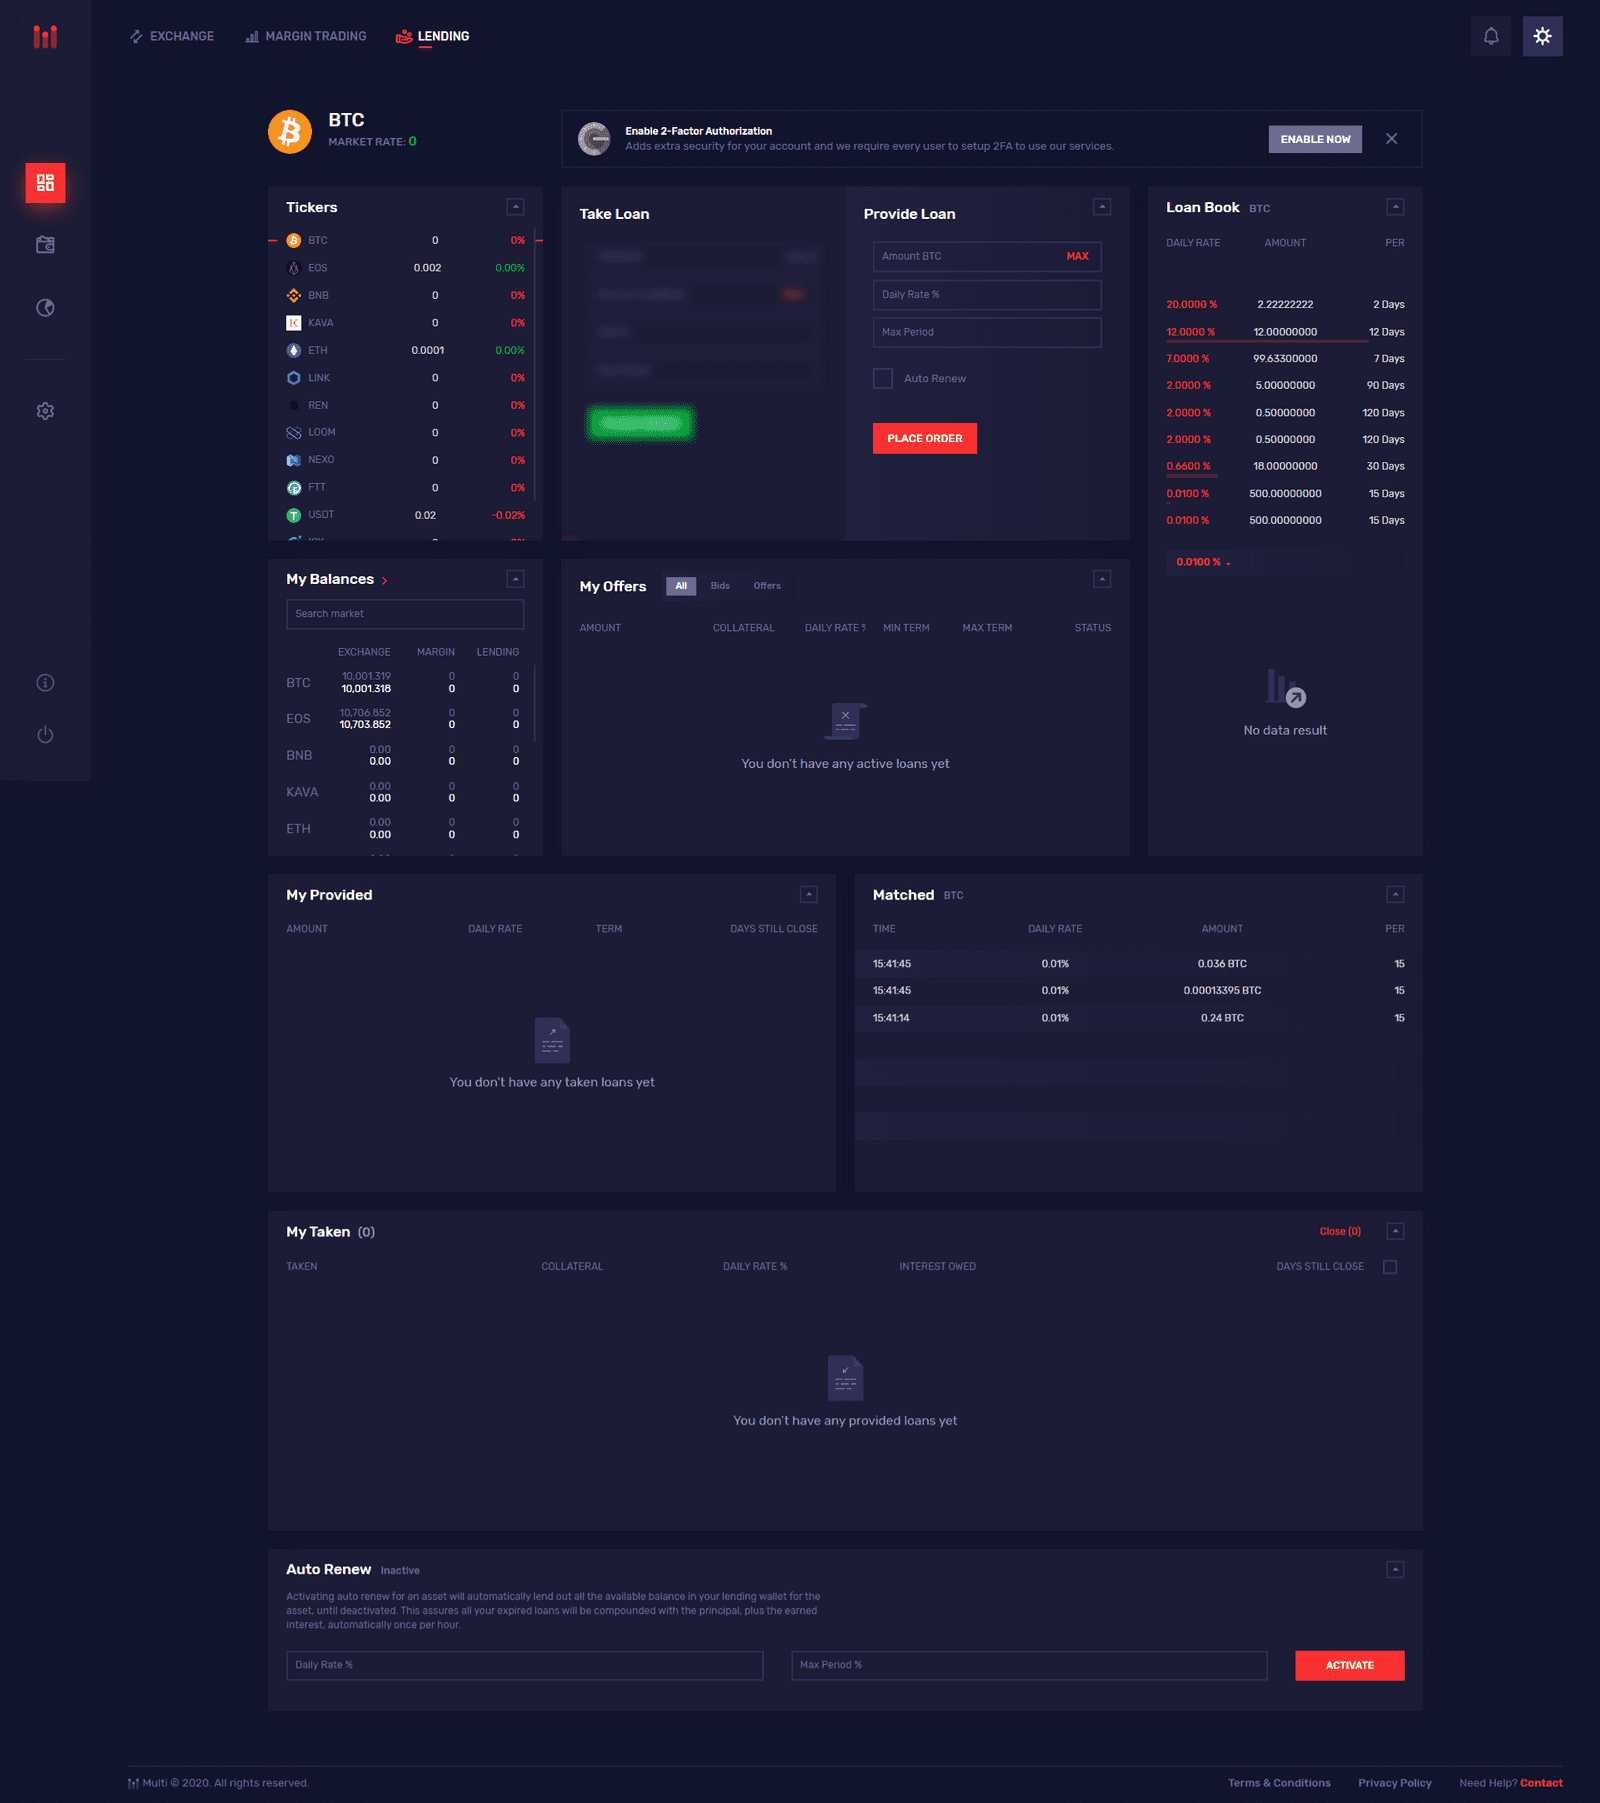 EXCHANGE MARGIN TRADING LENDING
BTC
MARKET RATE: 0
Enable 2-Factor Authorization
Adds extra security for your account and we require every user to setup 2FA to use our services.
ENABLE NOW
Tickers
BTC 0 0%
EOS 0.002 0.00%
BNB 0 0%
KAVA 0 0%
ETH 0.0001 0.00%
LINK 0 0%
REN 0 0%
LOOM 0 0%
NEXO 0 0%
FTT 0 0%
USDT 0.02 -0.02%
Take Loan
Provide Loan
Amount BTC MAX
Daily Rate %
Max Period
Auto Renew
PLACE ORDER
Loan Book BTC
DAILY RATE AMOUNT PER
20.0000 % 2.22222222 2 Days
12.0000 % 12.00000000 12 Days
7.0000 % 99.63300000 7 Days
2.0000 % 5.00000000 90 Days
2.0000 % 0.50000000 120 Days
2.0000 % 0.50000000 120 Days
0.6600 % 18.00000000 30 Days
0.0100 % 500.00000000 15 Days
0.0100 % 500.00000000 15 Days
0.0100 %
No data result
My Balances
Search market
EXCHANGE MARGIN LENDING
BTC 10,001.319 0 0
10,001.318 0 0
EOS 10,706.852 0 0
10,703.852 0 0
BNB 0.00 0 0
0.00 0 0
KAVA 0.00 0 0
0.00 0 0
ETH 0.00 0 0
0.00 0 0
My Offers All Bids Offers
AMOUNT COLLATERAL DAILY RATE % MIN TERM MAX TERM STATUS
You don't have any active loans yet
My Provided
AMOUNT DAILY RATE TERM DAYS STILL CLOSE
You don't have any taken loans yet
Matched BTC
TIME DAILY RATE AMOUNT PER
15:41:45 0.01% 0.036 BTC 15
15:41:45 0.01% 0.00013395 BTC 15
15:41:14 0.01% 0.24 BTC 15
My Taken (0) Close (0)
TAKEN COLLATERAL DAILY RATE % INTEREST OWED DAYS STILL CLOSE
You don't have any provided loans yet
Auto Renew Inactive
Activating auto renew for an asset will automatically lend out all the available balance in your lending wallet for the
asset, until deactivated. This assures all your expired loans will be compounded with the principal, plus the earned
interest, automatically once per hour.
Daily Rate % Max Period % ACTIVATE
Multi © 2020. All rights reserved. Terms & Conditions Privacy Policy Need Help? Contact